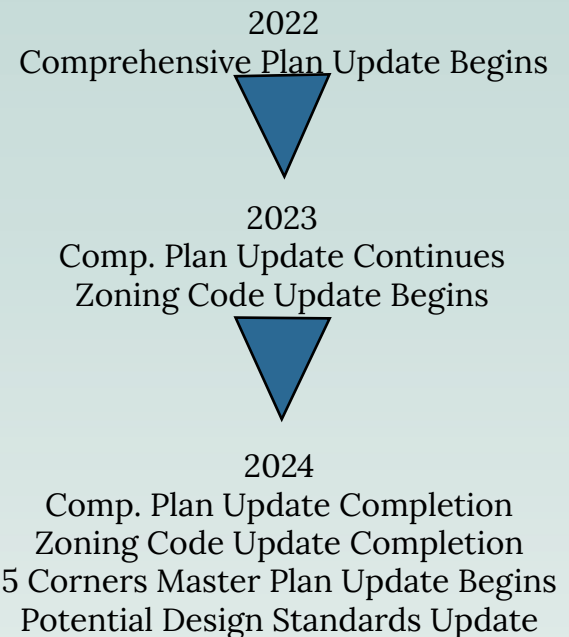 2022
Comprehensive Plan Update Begins
2023
Comp. Plan Update Continues
Zoning Code Update Begins
2024
Comp. Plan Update Completion
Zoning Code Update Completion
5 Corners Master Plan Update Begins
Potential Design Standards Update